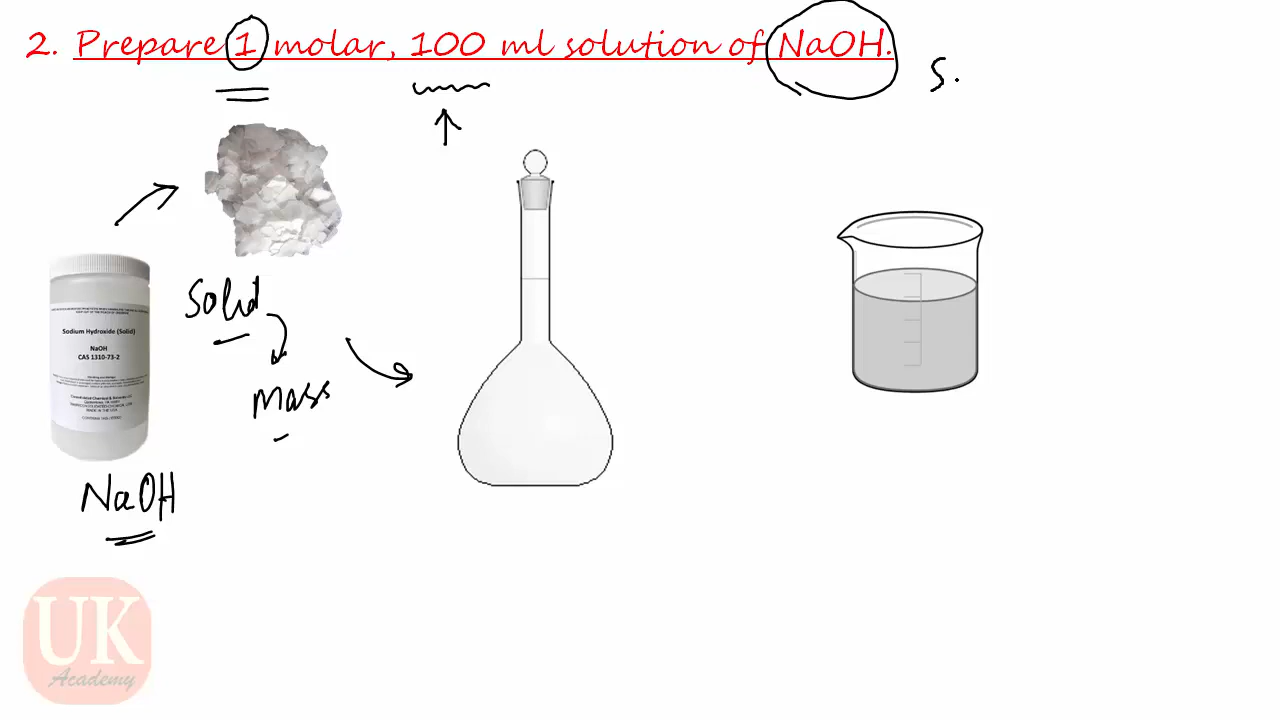 2. Prepare 1 molar, 100 ml solution of NaOH.
S.
Solid
Mass
Sodium Hydroxide (Solid)
NaOH
CAS 1310-73-2
NaOH
UK
Academy